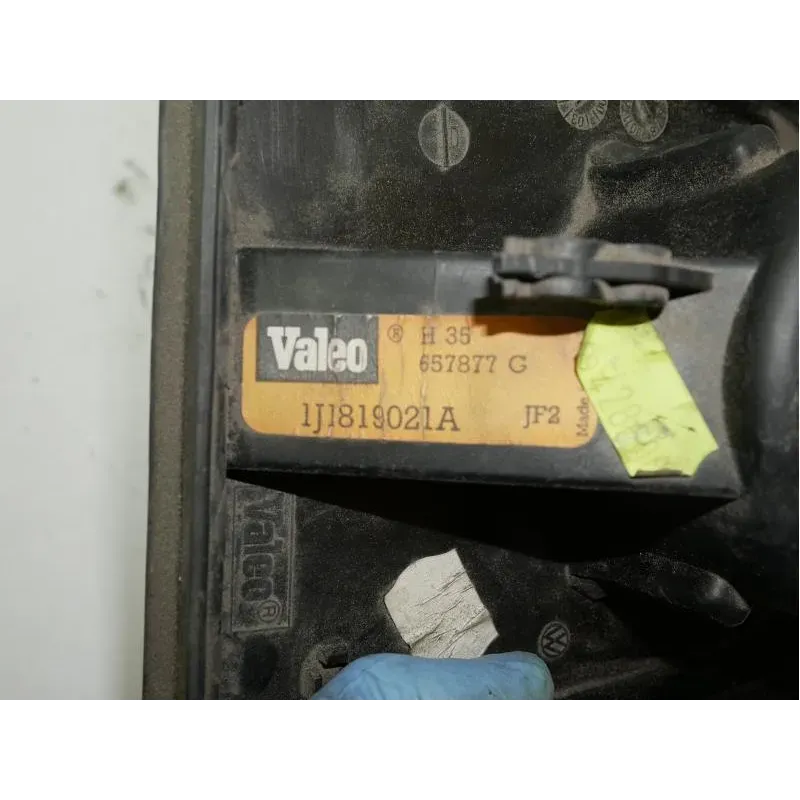 Valeo ® H 35
657877 G
1J1819021A JF2
Made
Valeo®